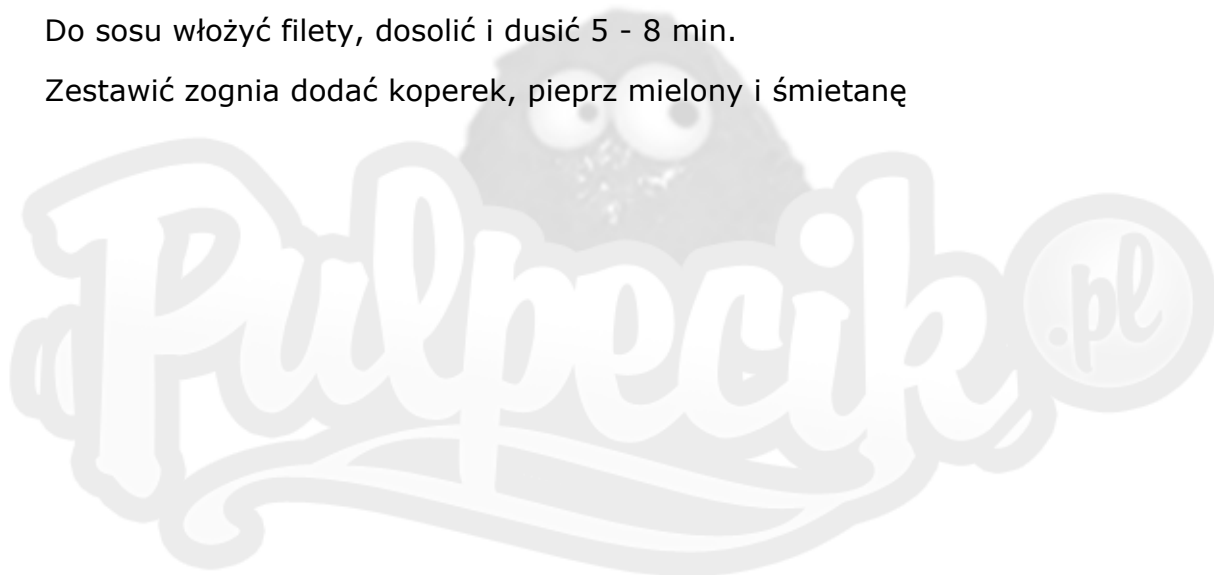 Do sosu włożyć filety, dosolić i dusić 5 - 8 min.
Zestawić zognia dodać koperek, pieprz mielony i śmietanę
Pulpecik.pl